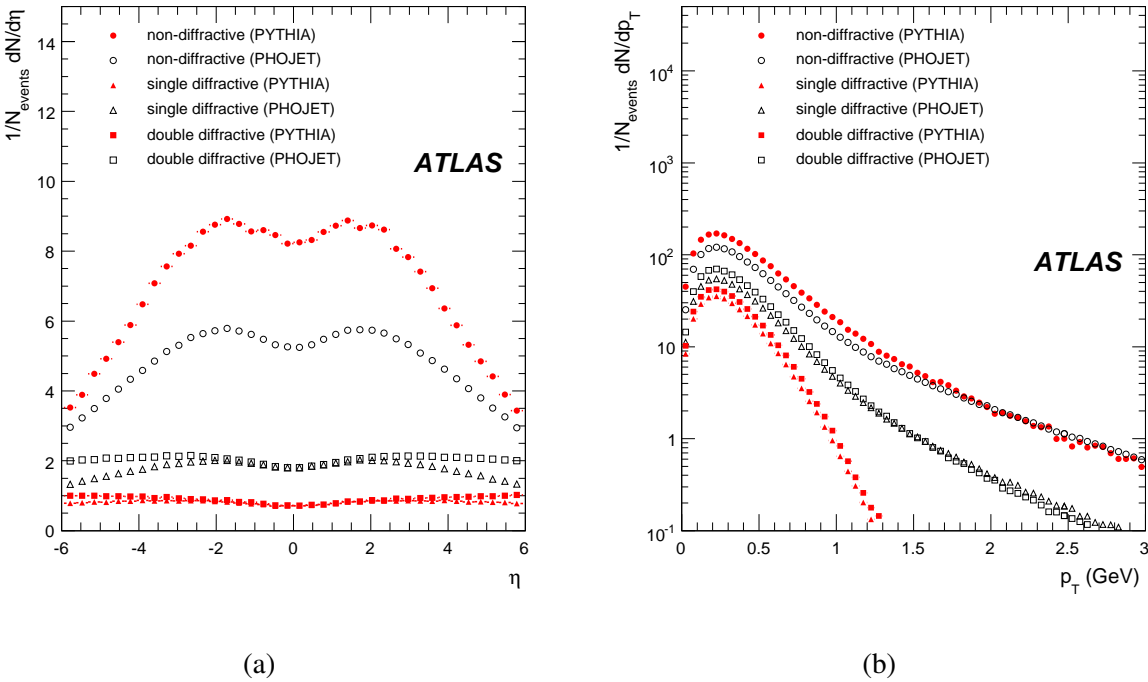 1/N_events dN/dη
14
12
10
8
6
4
2
0
-6 -4 -2 0 2 4 6
η
non-diffractive (PYTHIA)
non-diffractive (PHOJET)
single diffractive (PYTHIA)
single diffractive (PHOJET)
double diffractive (PYTHIA)
double diffractive (PHOJET)
ATLAS
(a)
1/N_events dN/dp_T
10^4
10^3
10^2
10
1
10^-1
0 0.5 1 1.5 2 2.5 3
p_T (GeV)
non-diffractive (PYTHIA)
non-diffractive (PHOJET)
single diffractive (PYTHIA)
single diffractive (PHOJET)
double diffractive (PYTHIA)
double diffractive (PHOJET)
ATLAS
(b)